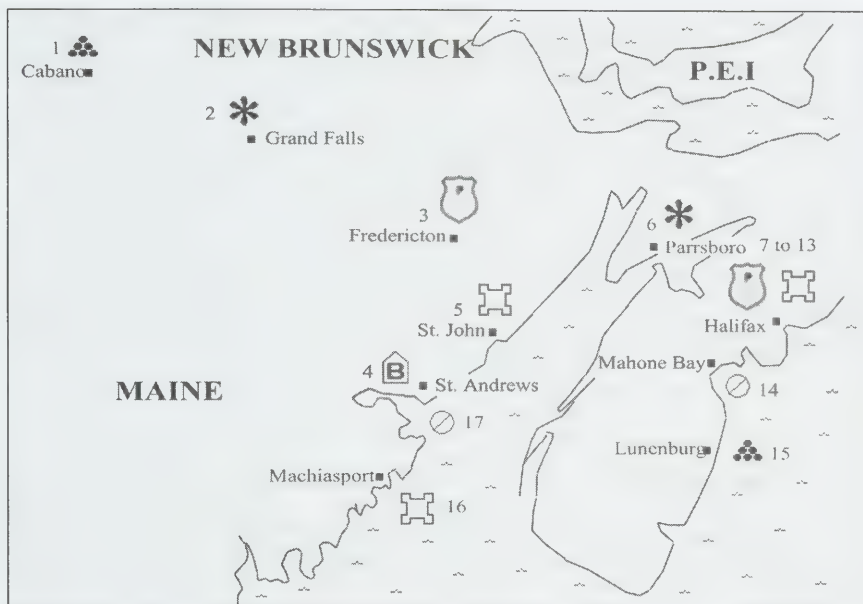 1
NEW BRUNSWICK
Cabano
P.E.I
2
Grand Falls
3
Fredericton
6
Parrsboro
7 to 13
5
St. John
Halifax
Mahone Bay
4
B
St. Andrews
MAINE
14
17
Lunenburg
15
Machiasport
16